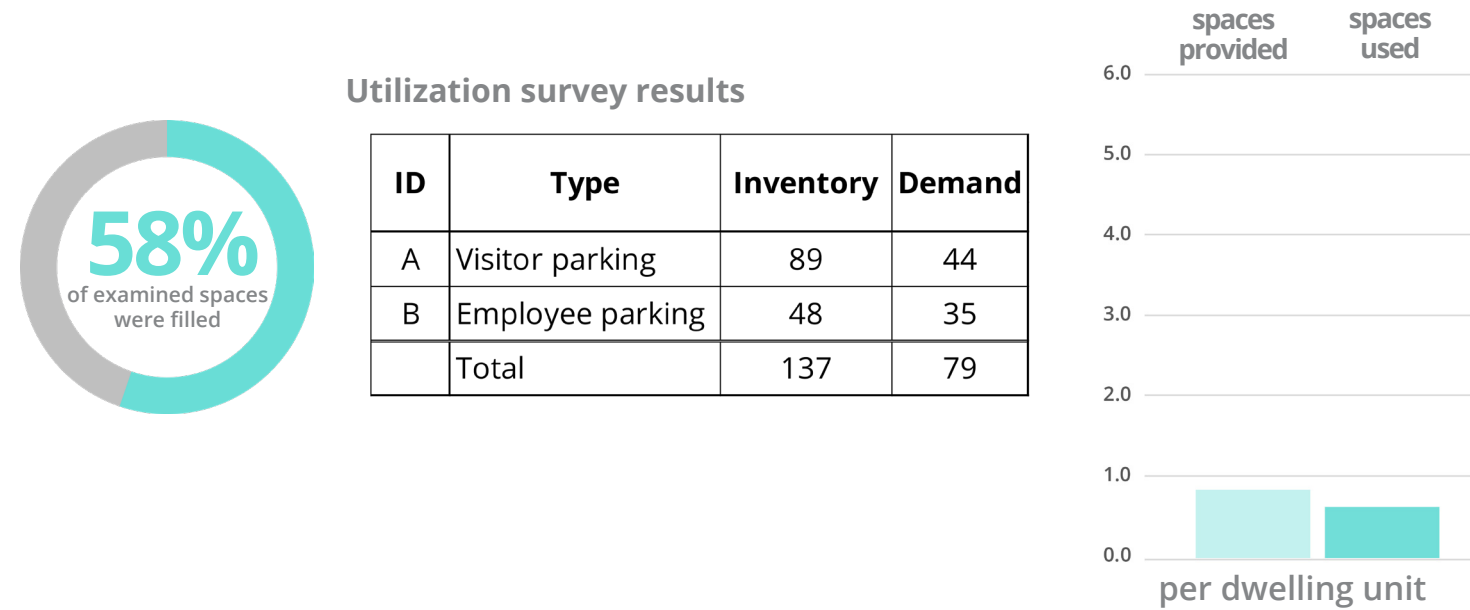 58%
of examined spaces
were filled
Utilization survey results
ID Type Inventory Demand
A Visitor parking 89 44
B Employee parking 48 35
Total 137 79
spaces provided
spaces used
6.0
5.0
4.0
3.0
2.0
1.0
0.0
per dwelling unit